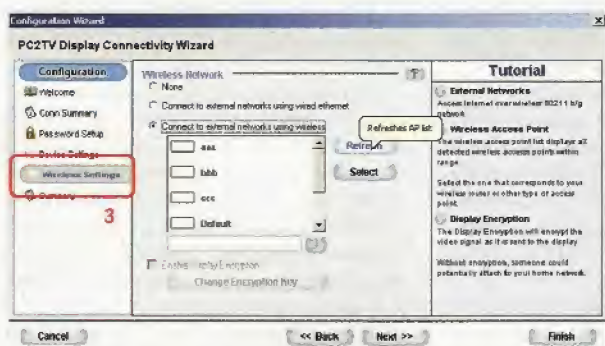 Configuration Wizard
PC2TV Display Connectivity Wizard
Configuration
Welcome
Conn Summary
Password Setup
Device Settings
Wireless Settings
Summary
3
Wireless Network
None
Connect to external networks using wired ethernet
Connect to external networks using wireless
aaa
bbb
ccc
Default
Refresh
Refreshes AP list
Select
Enable Display Encryption
Change Encryption Key
Tutorial
External Networks
Access Internet over wireless 80211 b/g
network
Wireless Access Point
The wireless access point list displays all
detected wireless access points within
range
Select the one that corresponds to your
wireless router or other type of access
point.
Display Encryption
The Display Encryption will encrypt the
video signal as it is sent to the display
Without encryption, someone could
potentially attach to your home network.
Cancel
<< Back
Next >>
Finish